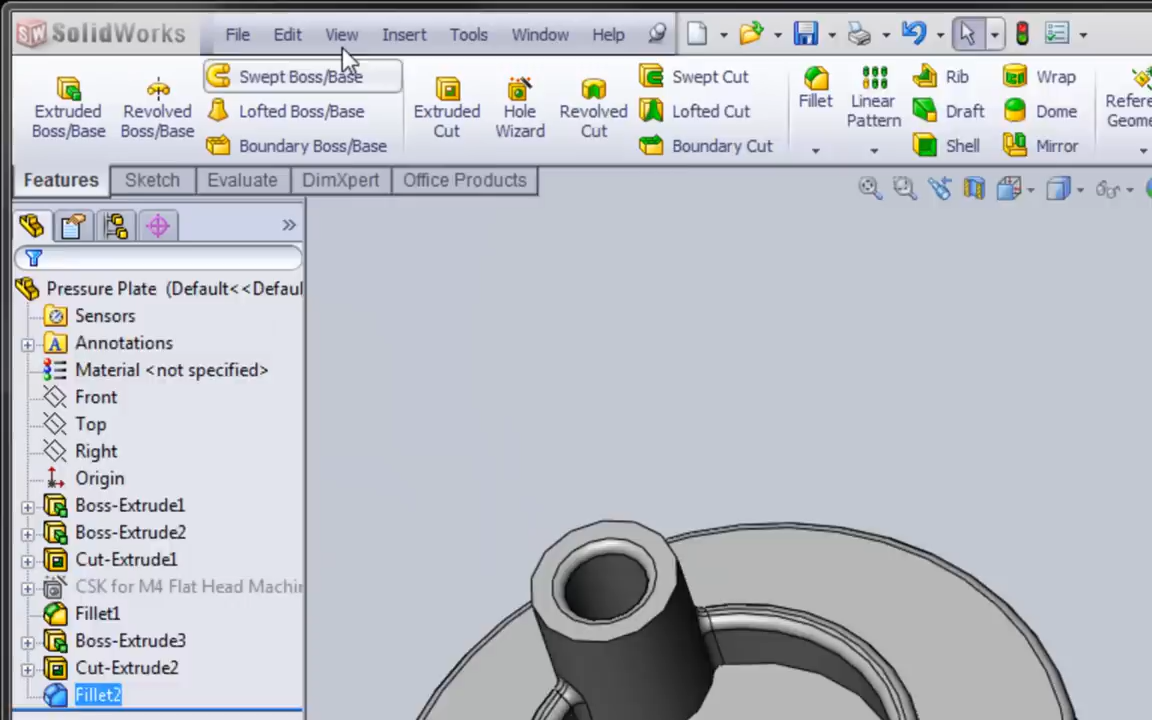 SW SolidWorks File Edit View Insert Tools Window Help
Extruded Boss/Base
Revolved Boss/Base
Swept Boss/Base
Lofted Boss/Base
Boundary Boss/Base
Extruded Cut
Hole Wizard
Revolved Cut
Swept Cut
Lofted Cut
Boundary Cut
Fillet
Linear Pattern
Rib
Draft
Shell
Wrap
Dome
Mirror
Features Sketch Evaluate DimXpert Office Products
Pressure Plate (Default<<Defaul
Sensors
A Annotations
Material <not specified>
Front
Top
Right
Origin
Boss-Extrude1
Boss-Extrude2
Cut-Extrude1
CSK for M4 Flat Head Machin
Fillet1
Boss-Extrude3
Cut-Extrude2
Fillet2